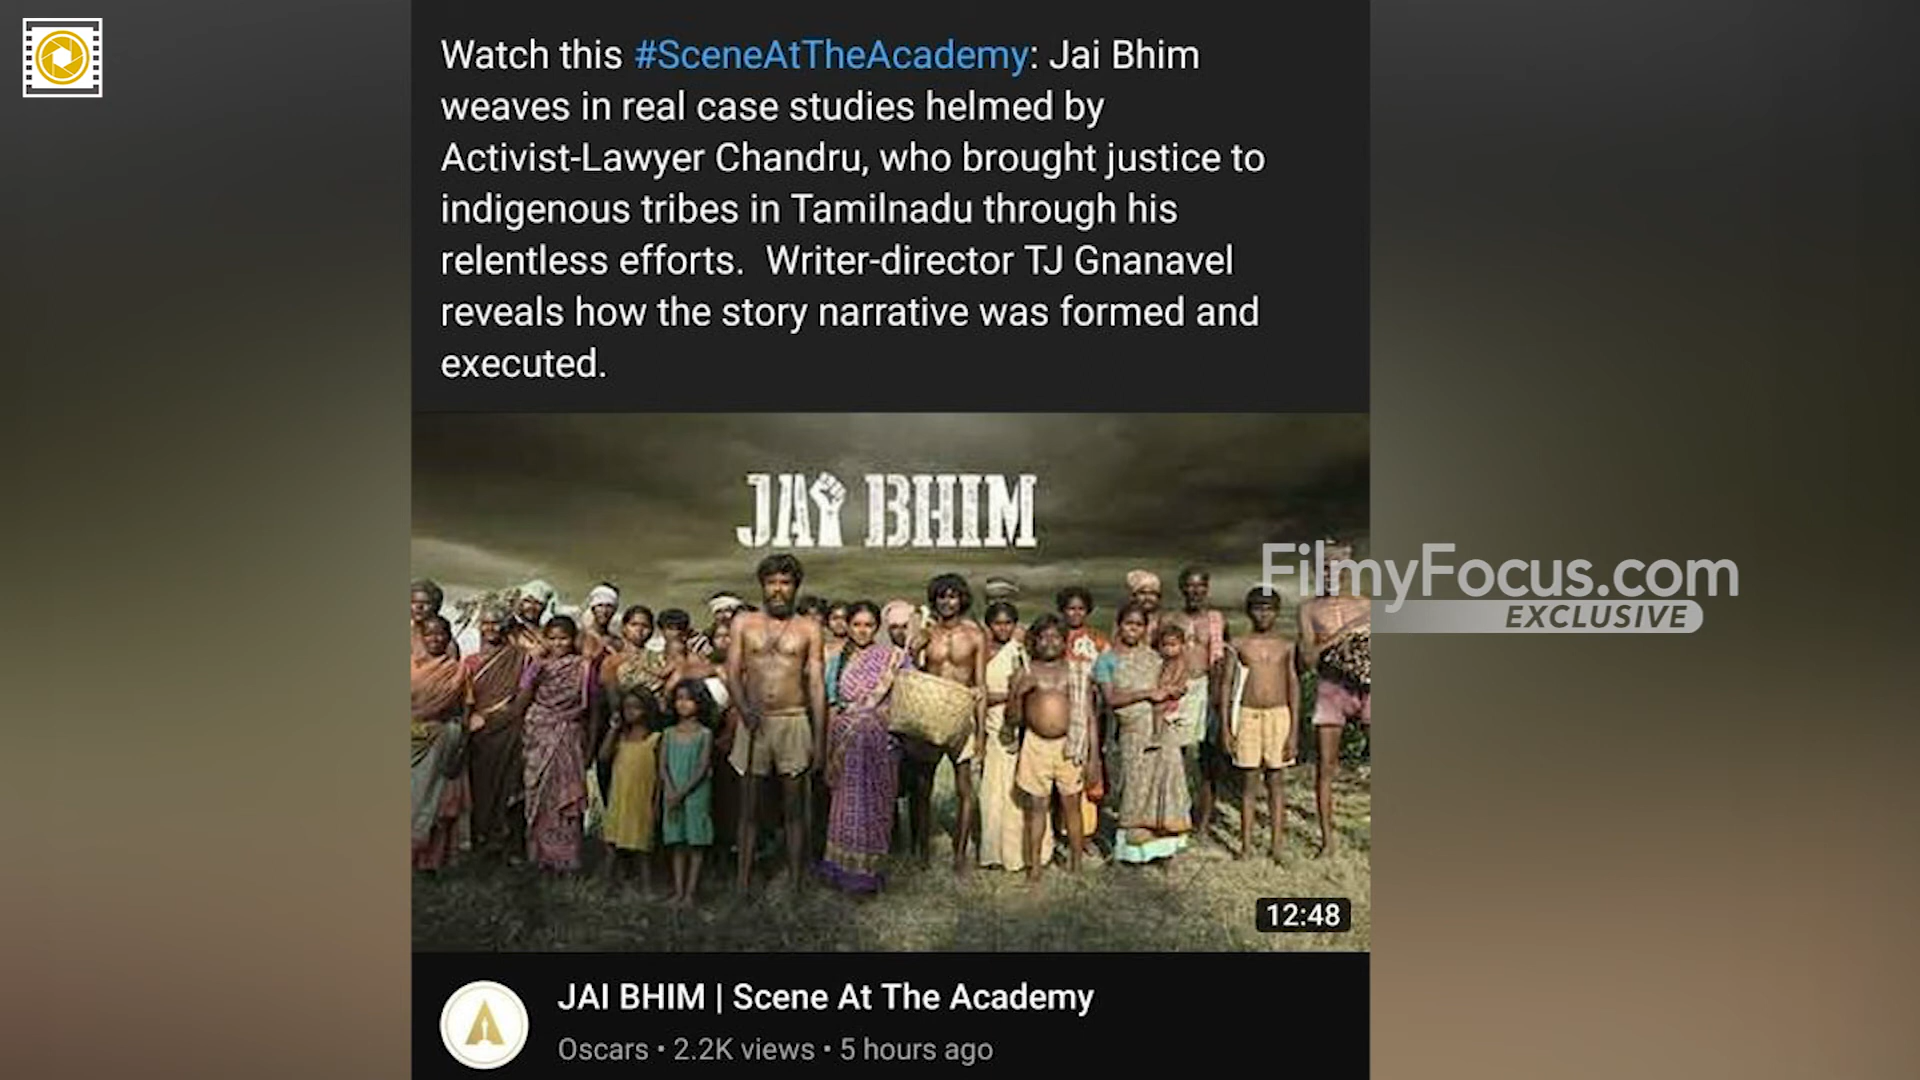 Watch this #SceneAtTheAcademy: Jai Bhim
weaves in real case studies helmed by
Activist-Lawyer Chandru, who brought justice to
indigenous tribes in Tamilnadu through his
relentless efforts.  Writer-director TJ Gnanavel
reveals how the story narrative was formed and
executed.
JAI BHIM
FilmyFocus.com
EXCLUSIVE
12:48
JAI BHIM | Scene At The Academy
Oscars • 2.2K views • 5 hours ago